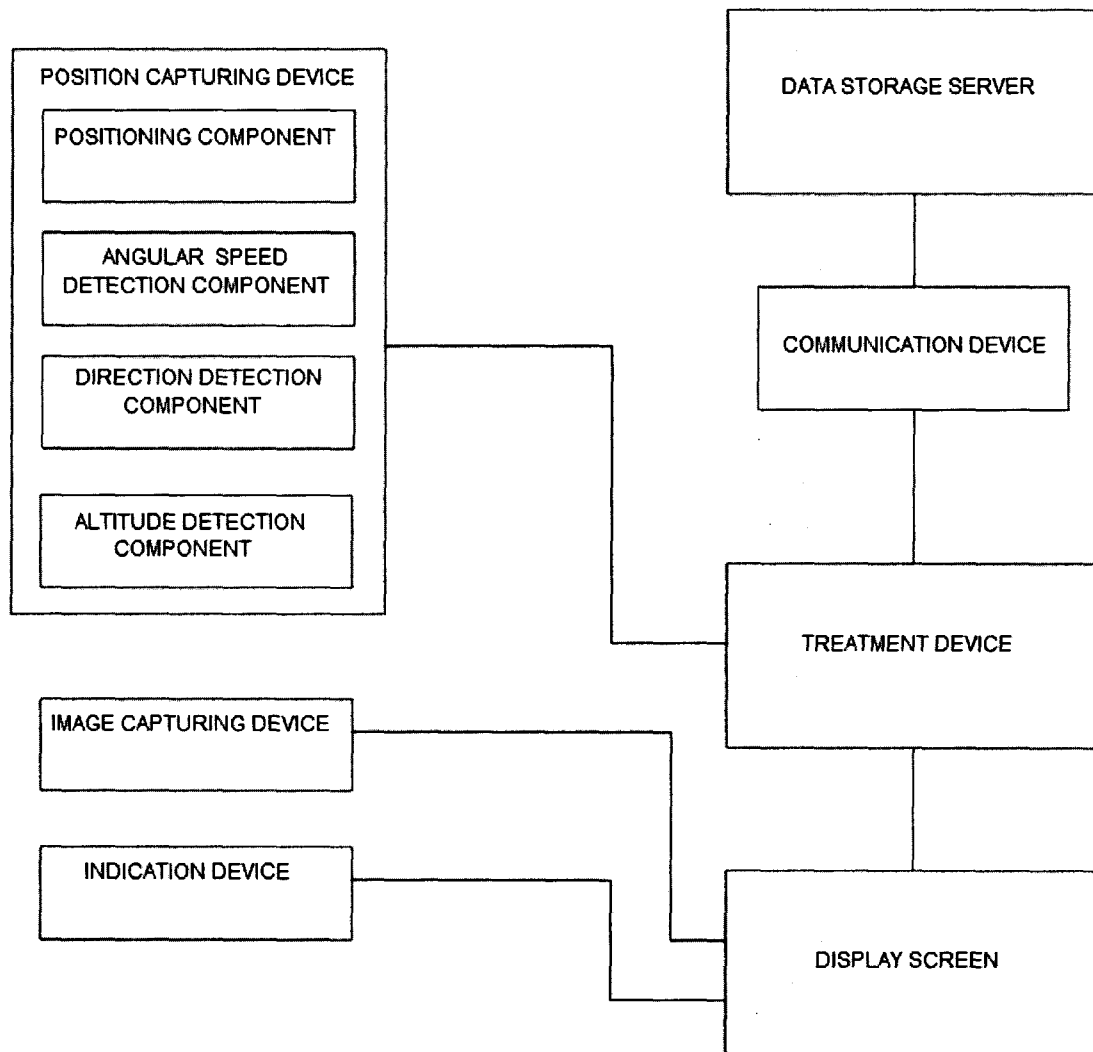 POSITION CAPTURING DEVICE
POSITIONING COMPONENT
ANGULAR SPEED
DETECTION COMPONENT
DIRECTION DETECTION
COMPONENT
ALTITUDE DETECTION
COMPONENT
IMAGE CAPTURING DEVICE
INDICATION DEVICE
DATA STORAGE SERVER
COMMUNICATION DEVICE
TREATMENT DEVICE
DISPLAY SCREEN